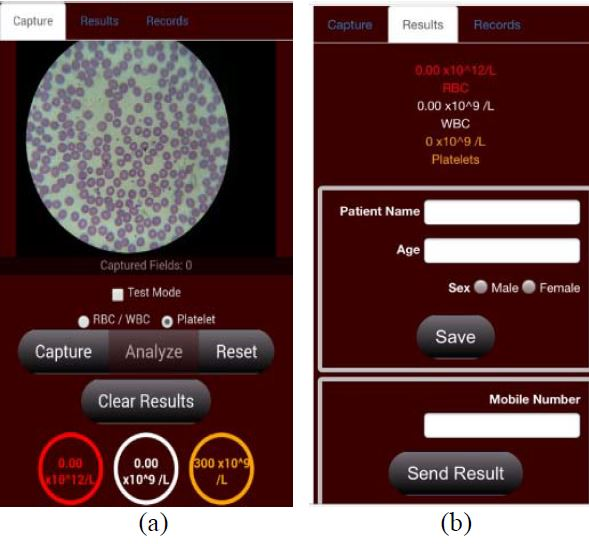 Capture Results Records
Captured Fields: 0
Test Mode
RBC / WBC Platelet
Capture Analyze Reset
Clear Results
0.00
x10^12/L
0.00
x10^9 /L
300 x10^9
/L
(a)
Capture Results Records
0.00 x10^12/L
RBC
0.00 x10^9 /L
WBC
0 x10^9 /L
Platelets
Patient Name
Age
Sex Male Female
Save
Mobile Number
Send Result
(b)